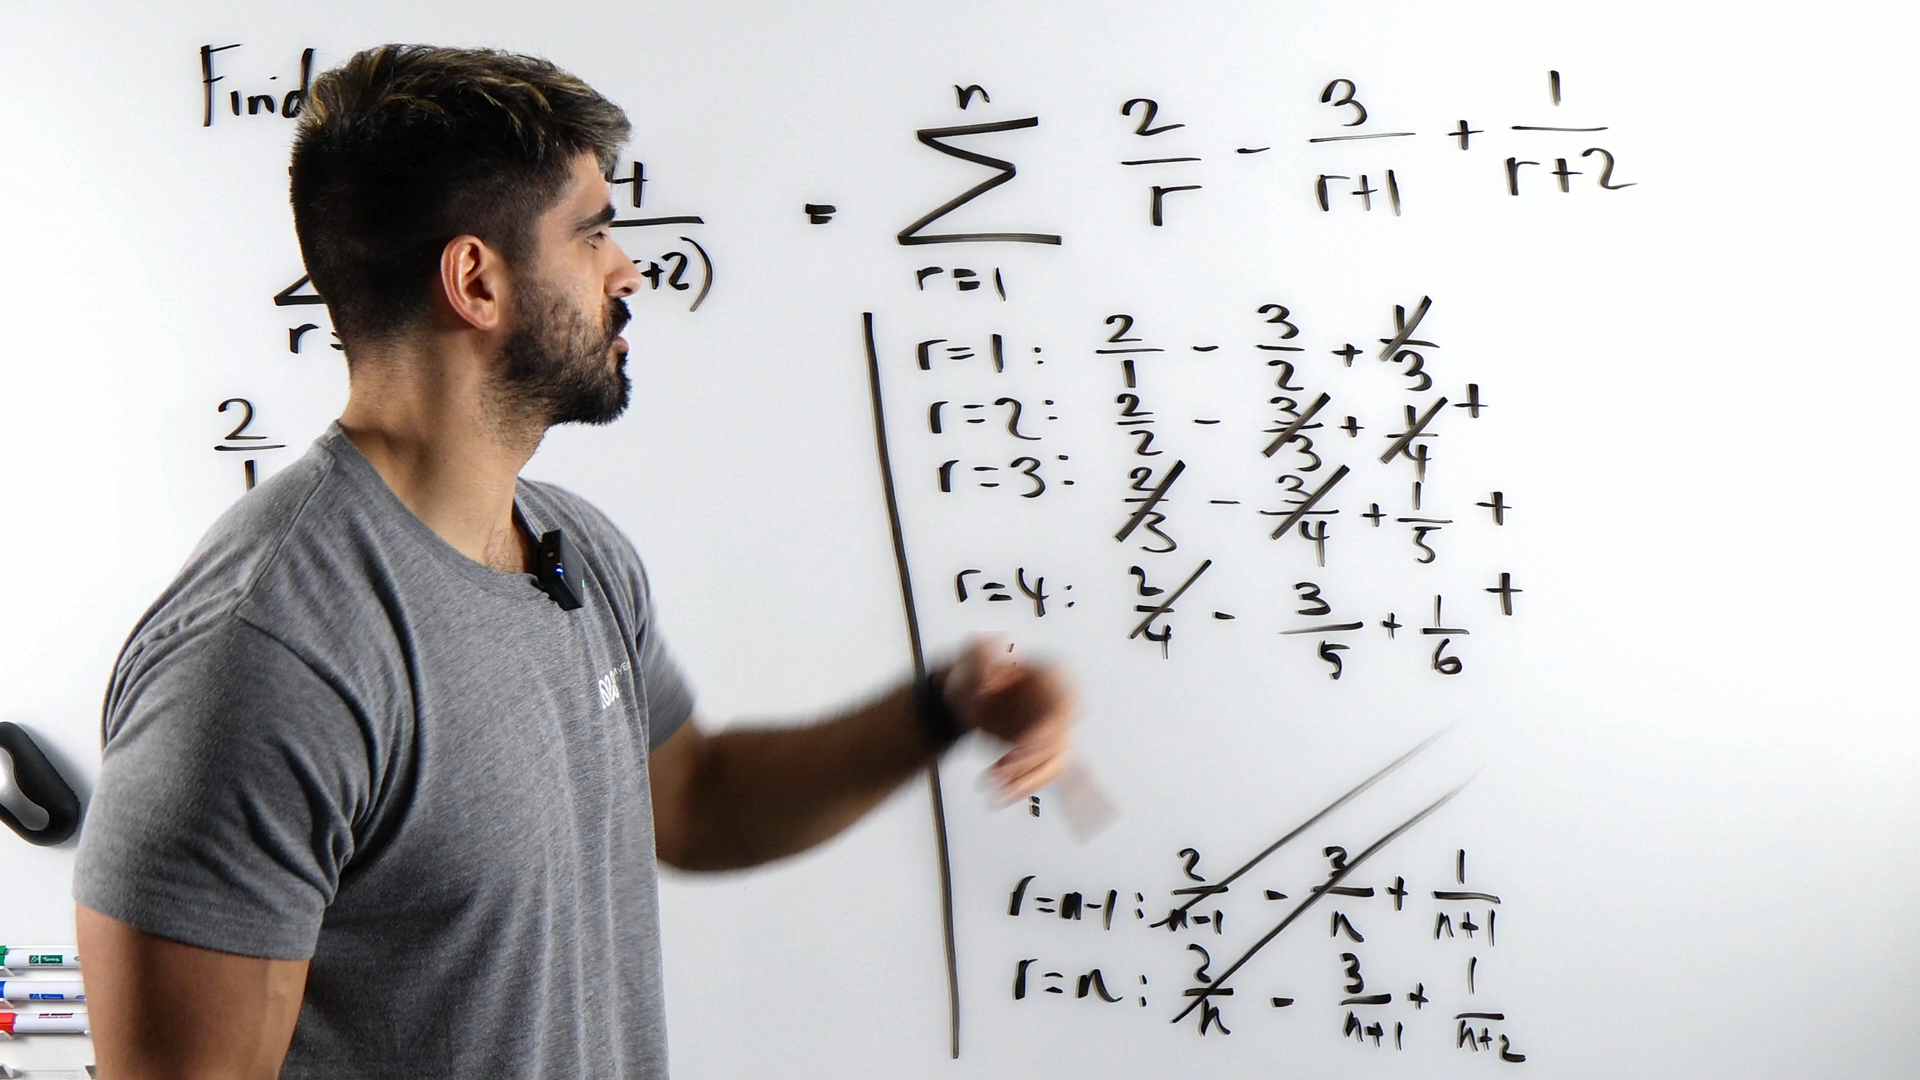 Find
4 / +2) = n Σ r=1 2/r - 3/r+1 + 1/r+2
r=
2/1
r=1: 2/1 - 3/2 + 1/3
r=2: 2/2 - 3/3 + 1/4 +
r=3: 2/3 - 3/4 + 1/5 +
r=4: 2/4 - 3/5 + 1/6 +
:
r=n-1: 2/n-1 - 3/n + 1/n+1
r=n: 2/n - 3/n+1 + 1/n+2